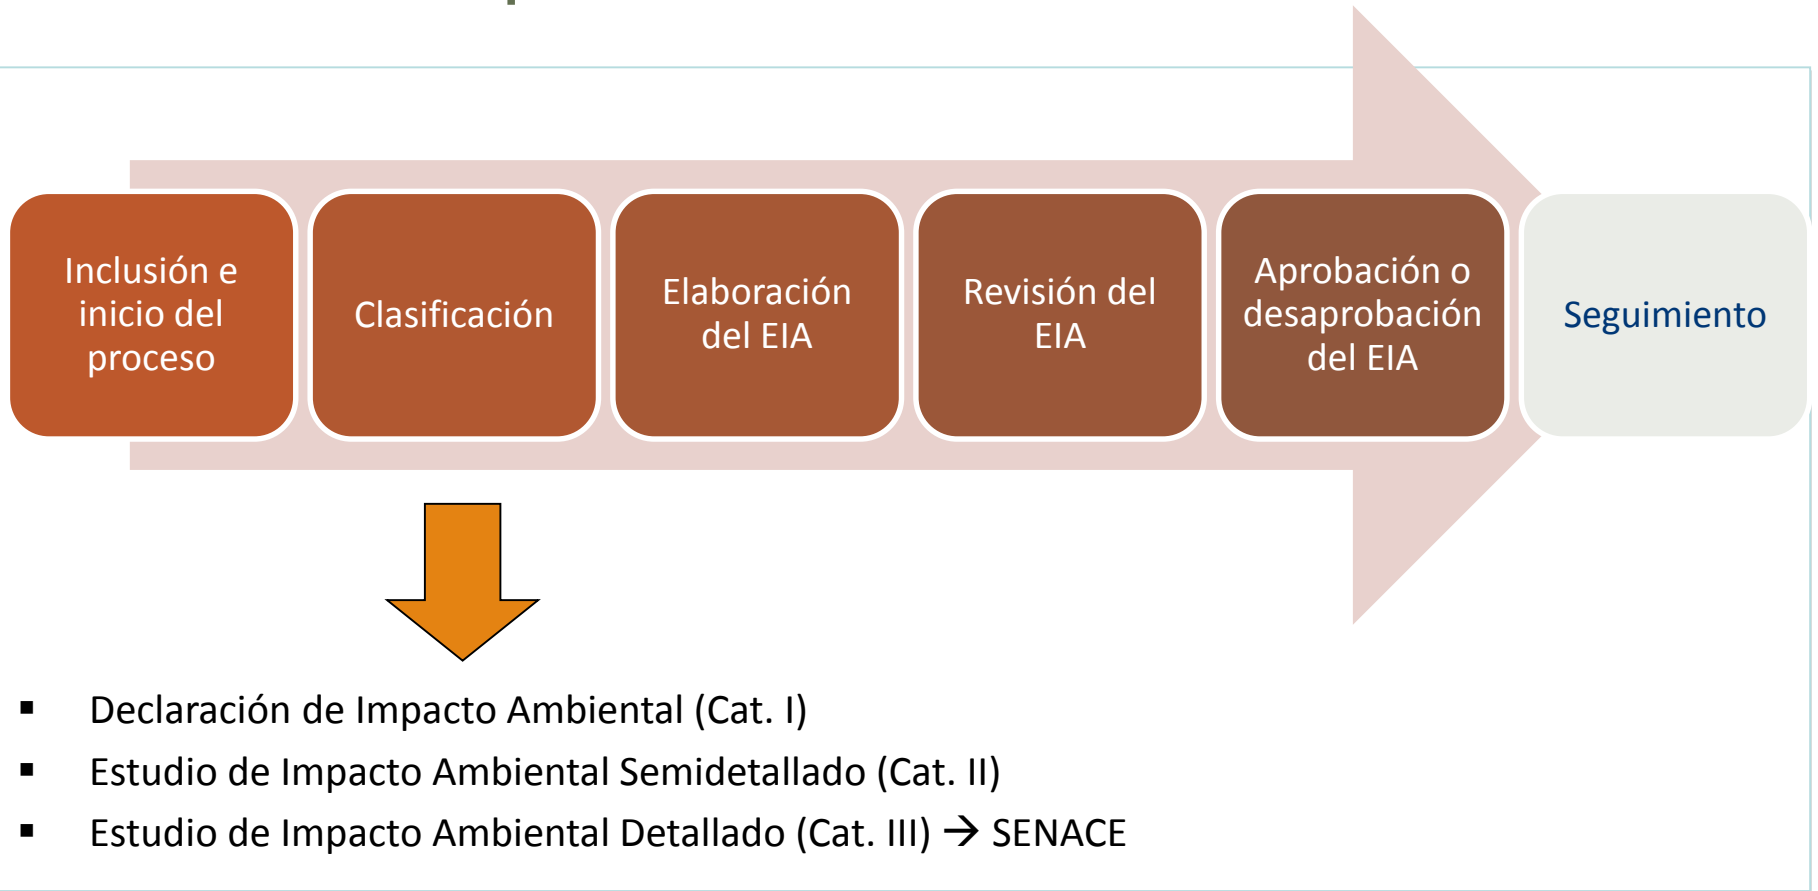 Inclusión e
inicio del
proceso
Clasificación
Elaboración
del EIA
Revisión del
EIA
Aprobación o
desaprobación
del EIA
Seguimiento
▪ Declaración de Impacto Ambiental (Cat. I)
▪ Estudio de Impacto Ambiental Semidetallado (Cat. II)
▪ Estudio de Impacto Ambiental Detallado (Cat. III) → SENACE